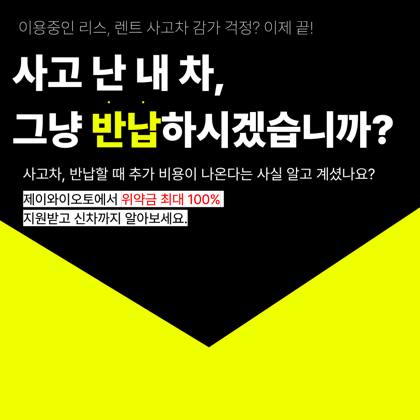 이용중인 리스, 렌트 사고차 감가 걱정? 이제 끝!
사고 난 내 차,
그냥 반납하시겠습니까?
사고차, 반납할 때 추가 비용이 나온다는 사실 알고 계셨나요?
제이와이오토에서 위약금 최대 100%
지원받고 신차까지 알아보세요.